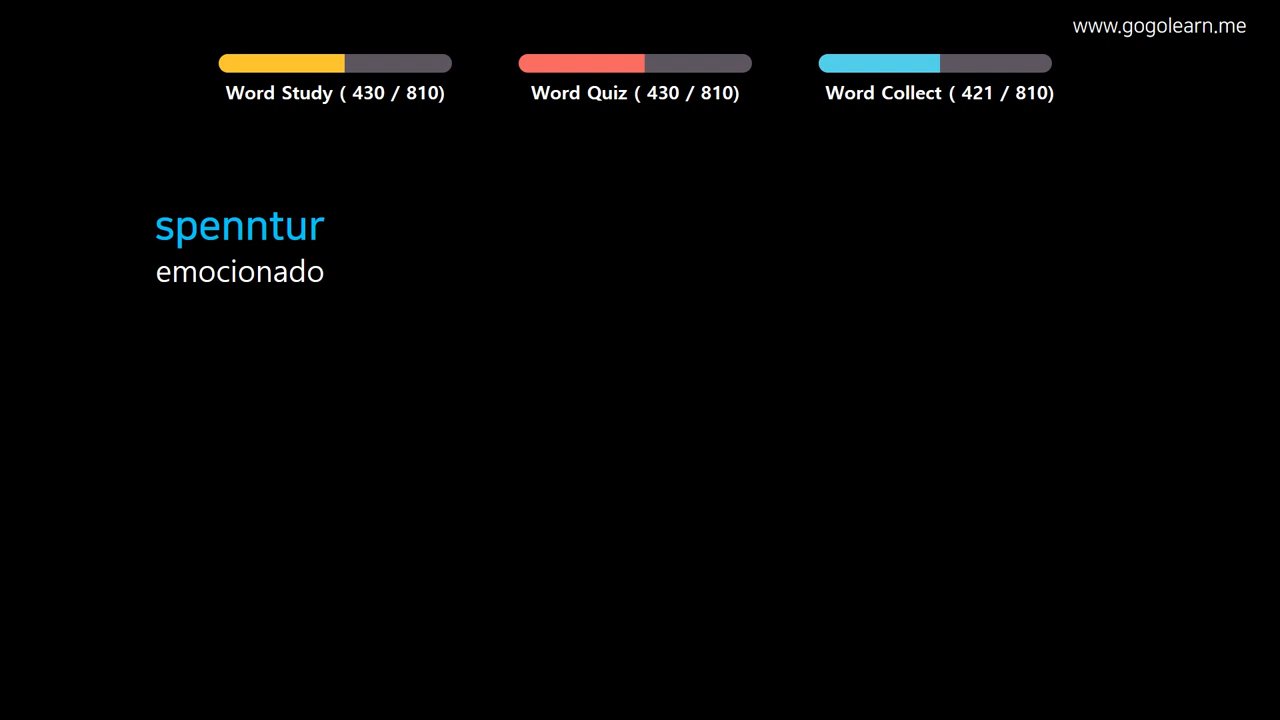 www.gogolearn.me
Word Study ( 430 / 810)
Word Quiz ( 430 / 810)
Word Collect ( 421 / 810)
spenntur
emocionado